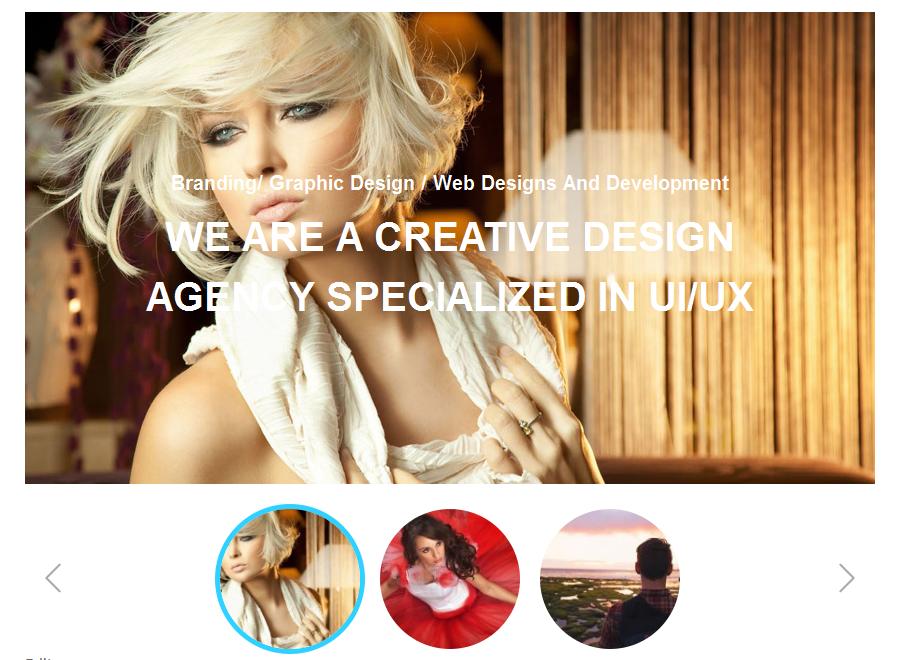 Branding/ Graphic Design / Web Designs And Development
WE ARE A CREATIVE DESIGN
AGENCY SPECIALIZED IN UI/UX